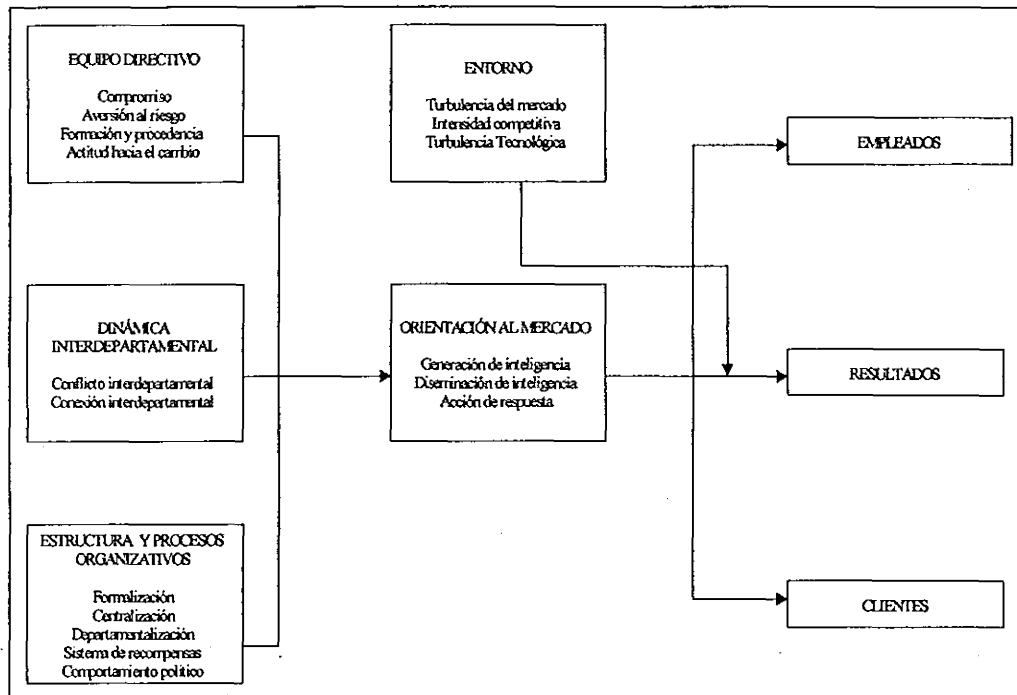 EQUIPO DIRECTIVO
Compromiso
Aversión al riesgo
Formación y procedencia
Actitud hacia el cambio
ENTORNO
Turbulencia del mercado
Intensidad competitiva
Turbulencia Tecnológica
EMPLEADOS
DINÁMICA
INTERDEPARTAMENTAL
Conflicto interdepartamental
Conexión interdepartamental
ORIENTACIÓN AL MERCADO
Generación de inteligencia
Diseminación de inteligencia
Acción de respuesta
RESULTADOS
ESTRUCTURA Y PROCESOS
ORGANIZATIVOS
Formalización
Centralización
Departamentalización
Sistema de recompensas
Comportamiento político
CLIENTES